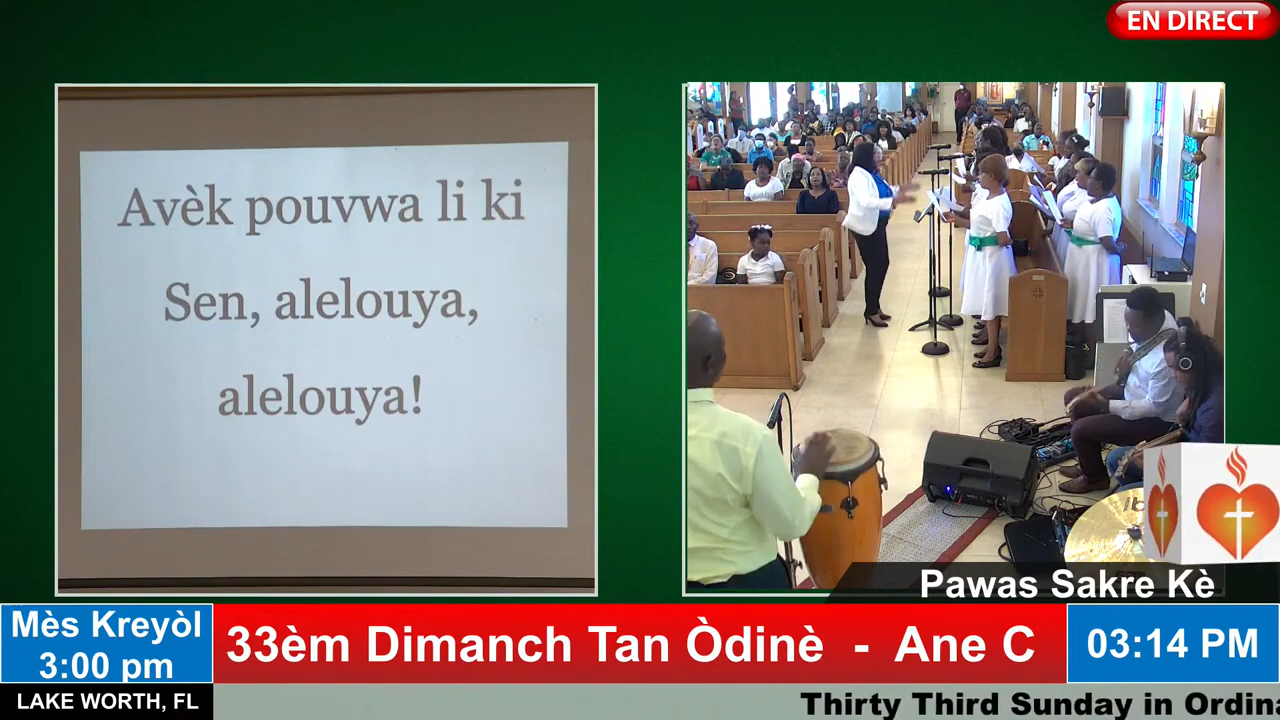 EN DIRECT
Avèk pouvwa li ki
Sen, alelouya,
alelouya!
Pawas Sakre Kè
Mès Kreyòl
3:00 pm
33èm Dimanch Tan Òdinè - Ane C
03:14 PM
LAKE WORTH, FL
Thirty Third Sunday in Ordin